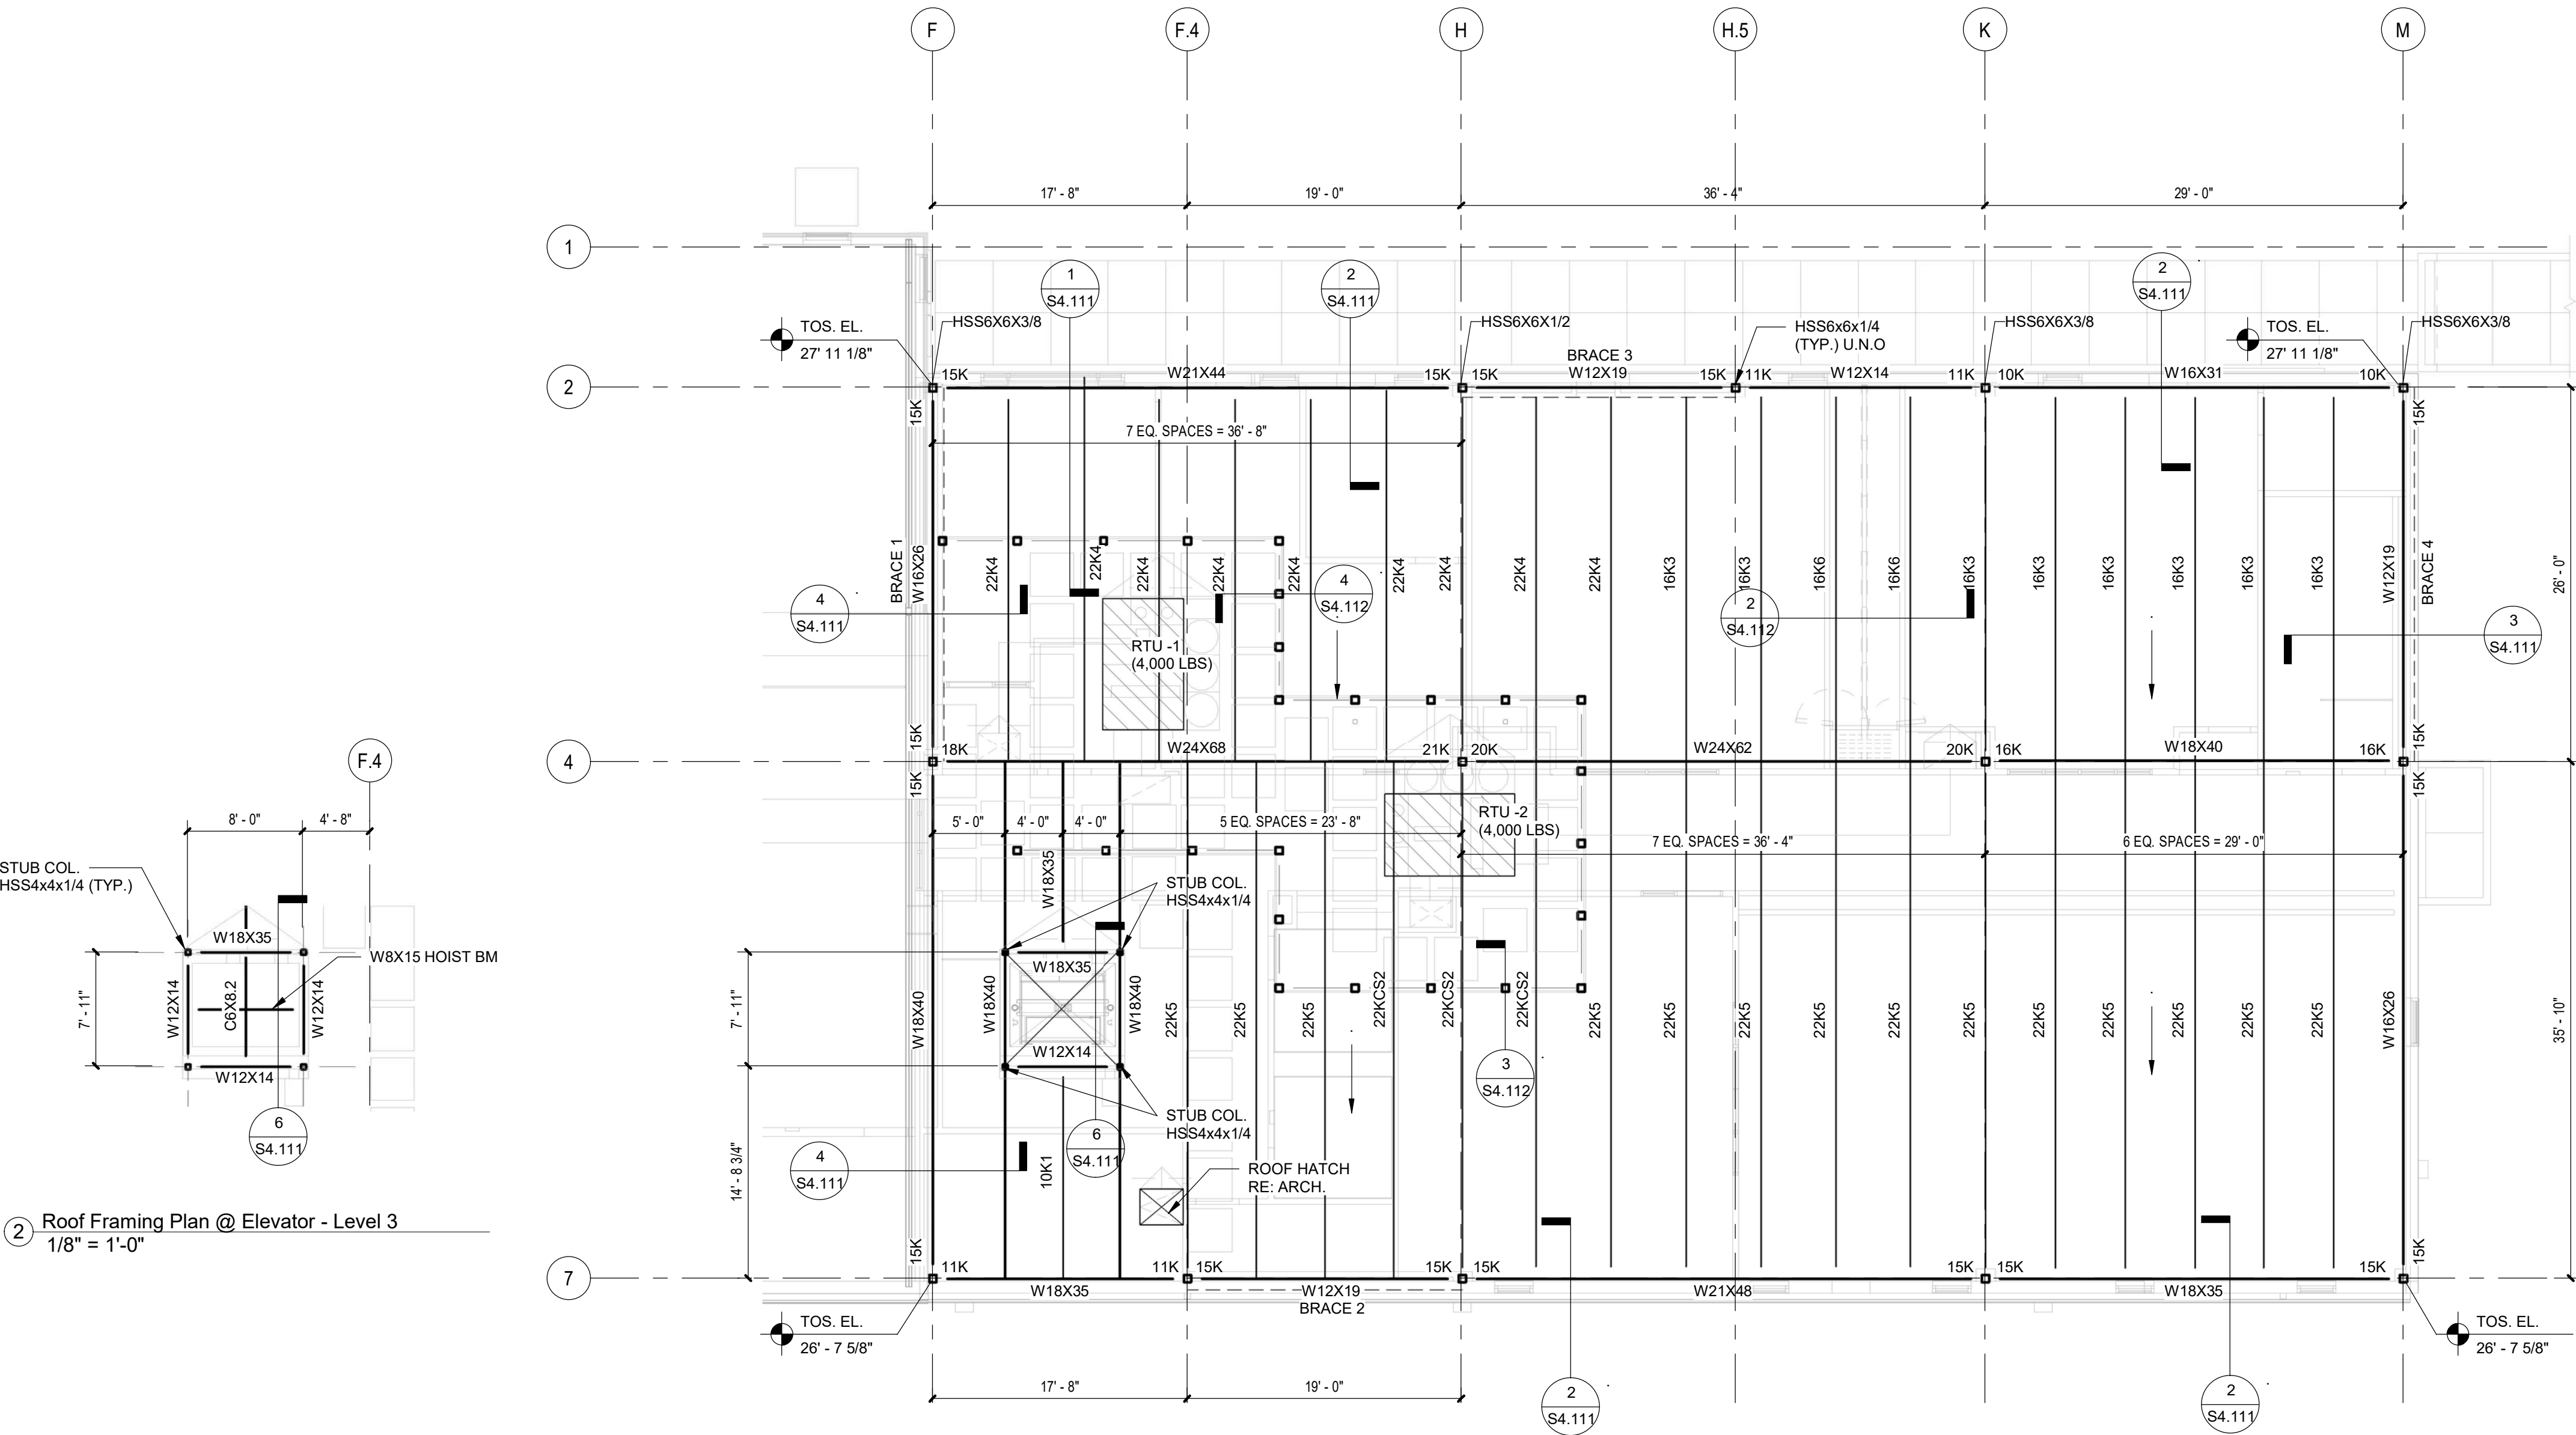 F
F.4
H
H.5
K
M
17' - 8"
19' - 0"
36' - 4"
29' - 0"
1
1
S4.111
2
S4.111
2
S4.111
TOS. EL.
27' 11 1/8"
HSS6X6X3/8
HSS6X6X1/2
HSS6x6x1/4
(TYP.) U.N.O
HSS6X6X3/8
TOS. EL.
27' 11 1/8"
HSS6X6X3/8
BRACE 3
2
15K
W21X44
15K
15K
W12X19
15K
11K
W12X14
11K
10K
W16X31
10K
15K
15K
7 EQ. SPACES = 36' - 8"
BRACE 1
W16X26
22K4
22K4
22K4
22K4
22K4
22K4
22K4
22K4
22K4
16K3
16K3
16K6
16K6
16K3
16K3
16K3
16K3
16K3
16K3
W12X19
BRACE 4
26' - 0"
4
S4.111
4
S4.112
2
S4.112
3
S4.111
RTU -1
(4,000 LBS)
15K
15K
4
18K
W24X68
21K
20K
W24X62
20K
16K
W18X40
16K
15K
15K
5' - 0"
4' - 0"
4' - 0"
5 EQ. SPACES = 23' - 8"
RTU -2
(4,000 LBS)
7 EQ. SPACES = 36' - 4"
6 EQ. SPACES = 29' - 0"
W18X35
STUB COL.
HSS4x4x1/4
W18X35
7' - 11"
W18X40
W18X40
W18X40
W12X14
22K5
22K5
22K5
22KCS2
22KCS2
22KCS2
22K5
22K5
22K5
22K5
22K5
22K5
22K5
22K5
22K5
22K5
22K5
W16X26
35' - 10"
3
S4.112
STUB COL.
HSS4x4x1/4
6
S4.111
4
S4.111
10K1
ROOF HATCH
RE: ARCH.
14' - 8 3/4"
15K
15K
7
11K
W18X35
11K
15K
W12X19
15K
15K
W21X48
15K
15K
W18X35
15K
BRACE 2
TOS. EL.
26' - 7 5/8"
TOS. EL.
26' - 7 5/8"
17' - 8"
19' - 0"
2
S4.111
2
S4.111
F.4
8' - 0"
4' - 8"
STUB COL.
HSS4x4x1/4 (TYP.)
W18X35
W8X15 HOIST BM
7' - 11"
W12X14
C6X8.2
W12X14
W12X14
6
S4.111
2
Roof Framing Plan @ Elevator - Level 3
1/8" = 1'-0"